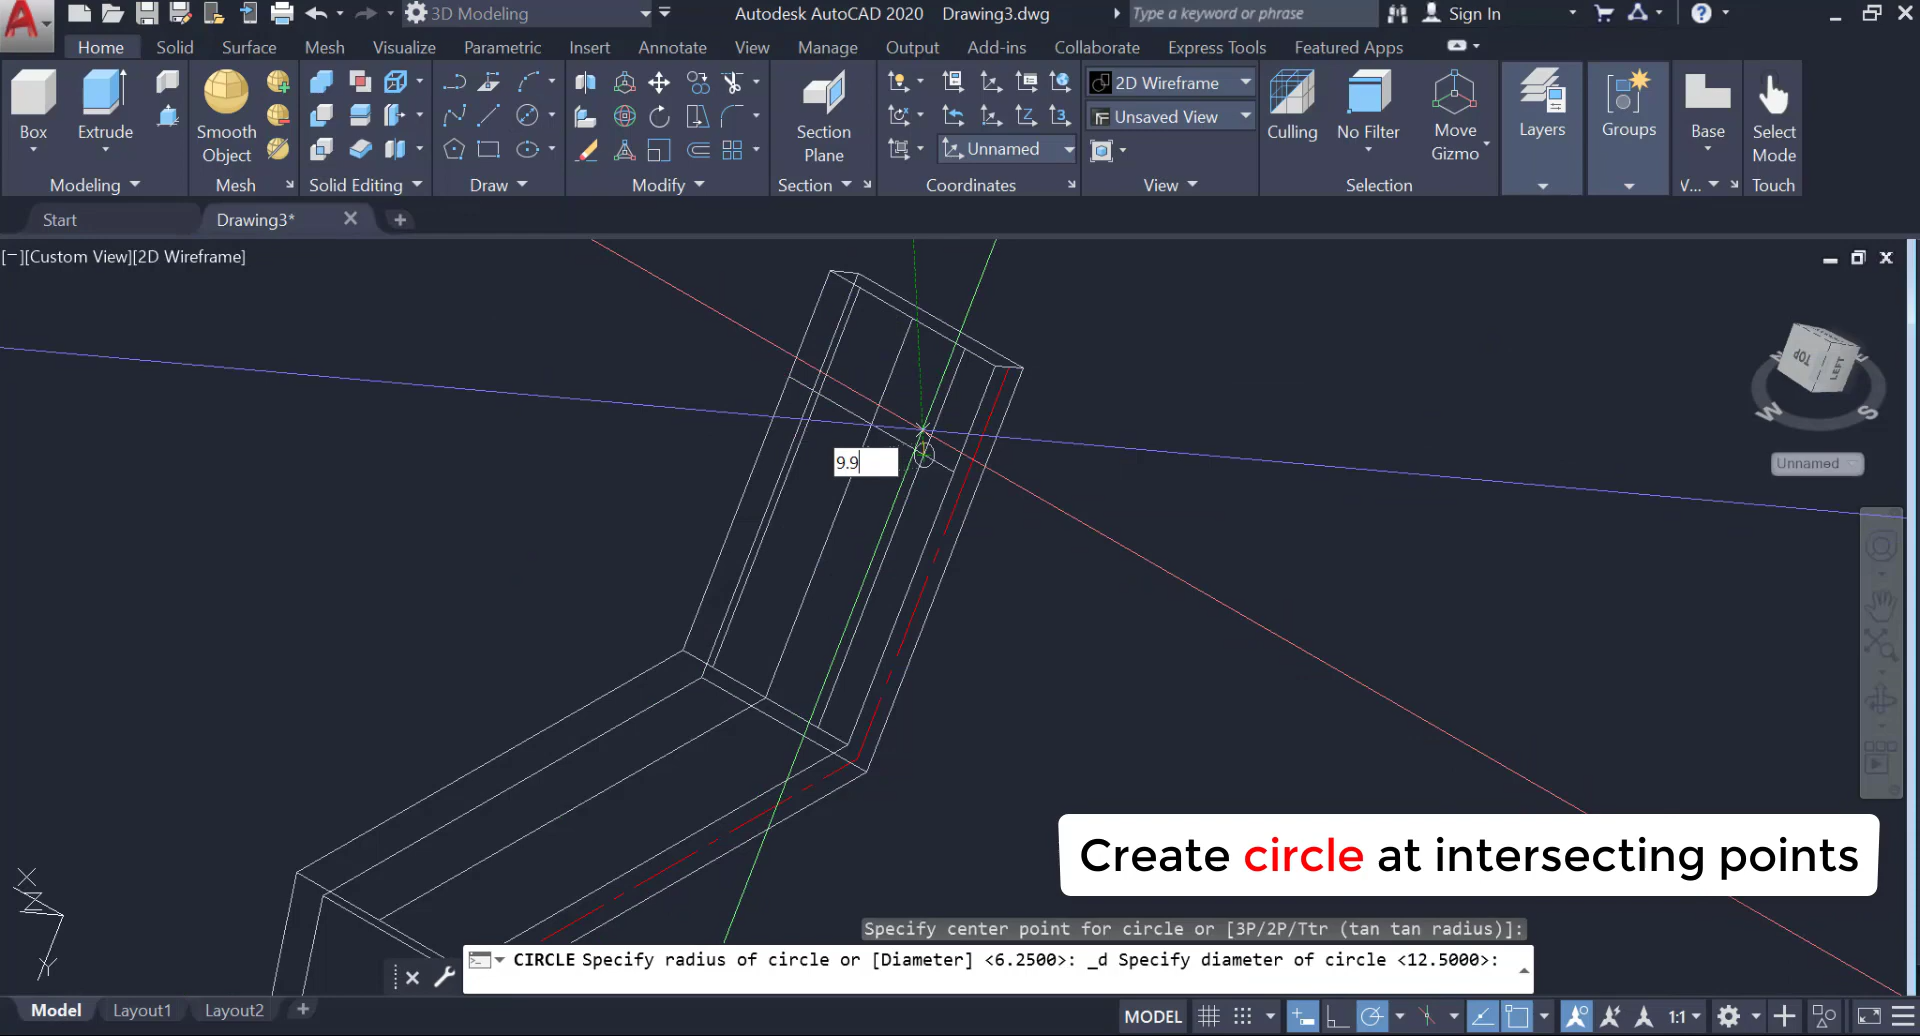 3D Modeling
Autodesk AutoCAD 2020 Drawing3.dwg
Type a keyword or phrase
Sign In
Home Solid Surface Mesh Visualize Parametric Insert Annotate View Manage Output Add-ins Collaborate Express Tools Featured Apps
Box
Extrude
Smooth
Object
Section
Plane
2D Wireframe
Unsaved View
Unnamed
Culling
No Filter
Move
Gizmo
Layers
Groups
Base
Select
Mode
Modeling
Mesh
Solid Editing
Draw
Modify
Section
Coordinates
View
Selection
V...
Touch
Start
Drawing3*
[−][Custom View][2D Wireframe]
TOP
LEFT
W
S
Unnamed
9.9
Create circle at intersecting points
X
Z
Y
Specify center point for circle or [3P/2P/Ttr (tan tan radius)]:
CIRCLE Specify radius of circle or [Diameter] <6.2500>: _d Specify diameter of circle <12.5000>:
Model Layout1 Layout2
MODEL
1:1